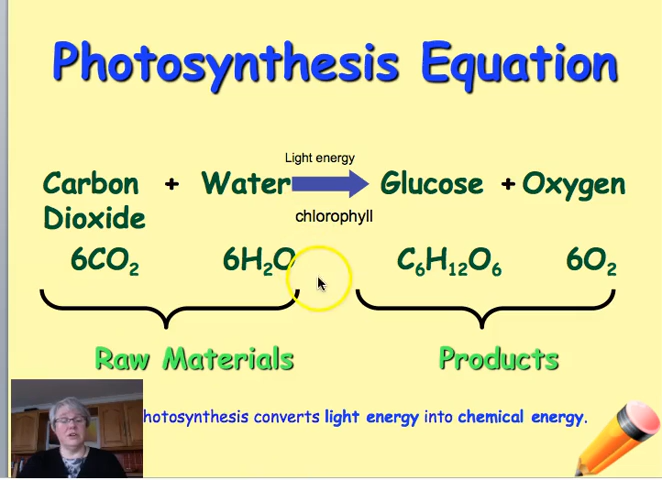 Photosynthesis Equation
Light energy
Carbon + Water Glucose + Oxygen
Dioxide
chlorophyll
6CO₂ 6H₂O C₆H₁₂O₆ 6O₂
Raw Materials Products
hotosynthesis converts light energy into chemical energy.